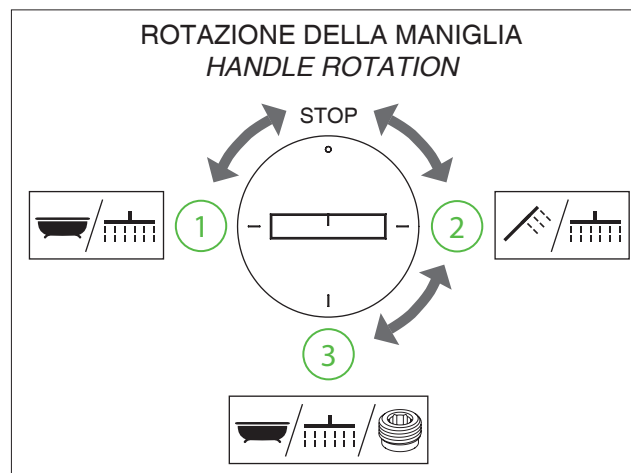 ROTAZIONE DELLA MANIGLIA
HANDLE ROTATION
STOP
1
2
3